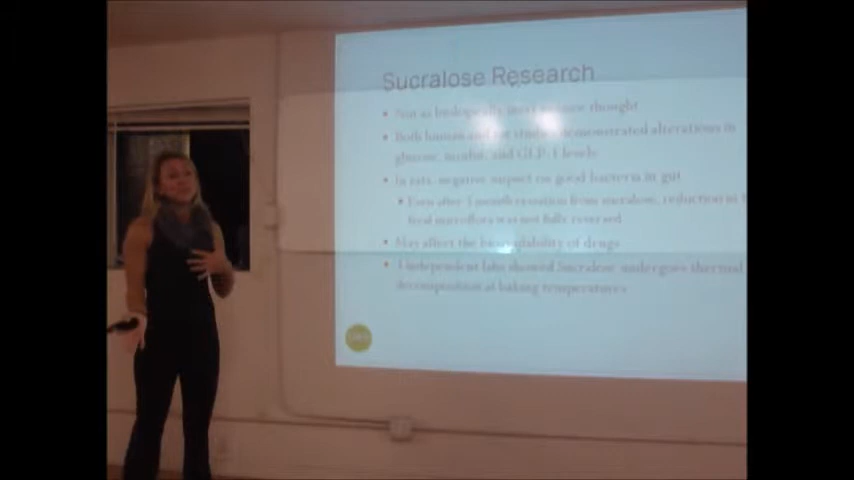 Sucralose Research
Not as biologically inert as once thought
Both human and rat studies demonstrated alterations in
glucose, insulin, and GLP-1 levels
In rats, negative impact on good bacteria in gut
Even after 3 month cessation from sucralose, reduction in
fecal microflora was not fully reversed
May affect the bioavailability of drugs
3 independent labs showed Sucralose undergoes thermal
decomposition at baking temperatures